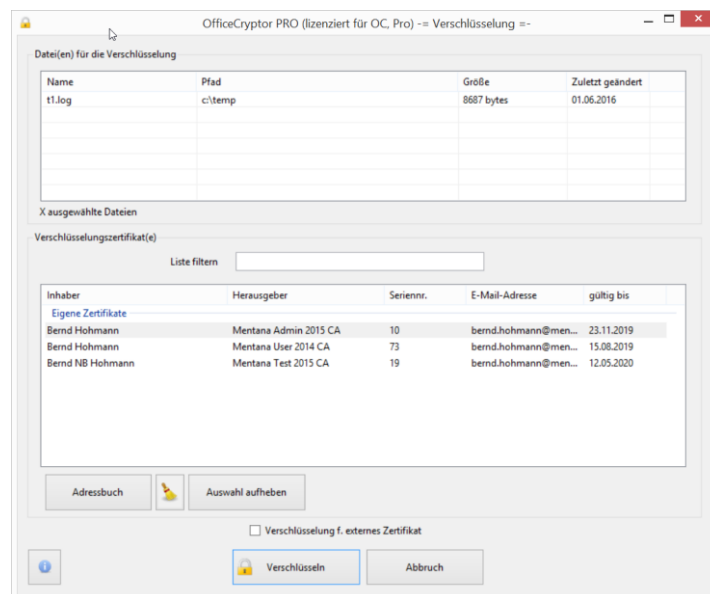 OfficeCryptor PRO (lizenziert für OC, Pro) -= Verschlüsselung =-
Datei(en) für die Verschlüsselung
Name Pfad Größe Zuletzt geändert
t1.log c:\temp 8687 bytes 01.06.2016
X ausgewählte Dateien
Verschlüsselungszertifikat(e)
Liste filtern
Inhaber Herausgeber Seriennr. E-Mail-Adresse gültig bis
Eigene Zertifikate
Bernd Hohmann Mentana Admin 2015 CA 10 bernd.hohmann@men... 23.11.2019
Bernd Hohmann Mentana User 2014 CA 73 bernd.hohmann@men... 15.08.2019
Bernd NB Hohmann Mentana Test 2015 CA 19 bernd.hohmann@men... 12.05.2020
Adressbuch Auswahl aufheben
Verschlüsselung f. externes Zertifikat
Verschlüsseln Abbruch